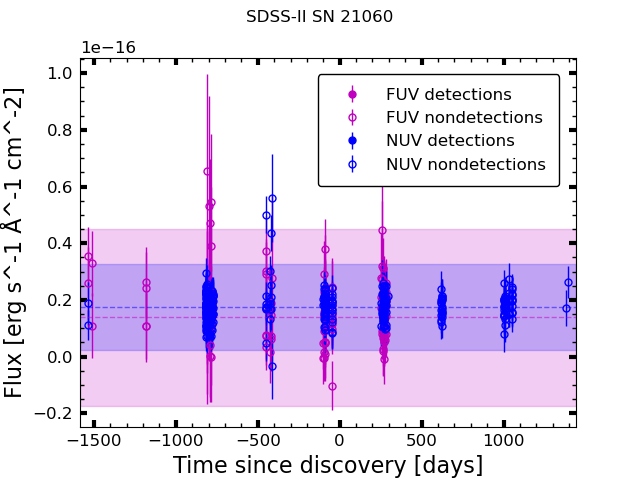 SDSS-II SN 21060
1e−16
FUV detections
FUV nondetections
NUV detections
NUV nondetections
1.0
0.8
0.6
0.4
0.2
0.0
−0.2
Flux [erg s^-1 Å^-1 cm^-2]
−1500 −1000 −500 0 500 1000
Time since discovery [days]